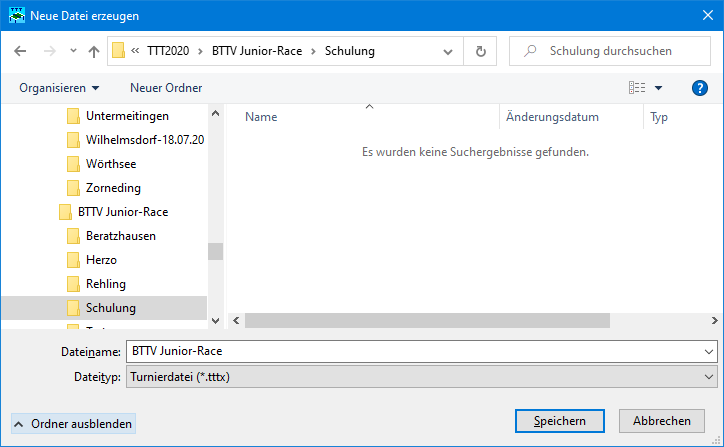 Neue Datei erzeugen
« TTT2020 › BTTV Junior-Race › Schulung
Schulung durchsuchen
Organisieren
Neuer Ordner
?
Untermeitingen
Wilhelmsdorf-18.07.20
Wörthsee
Zorneding
BTTV Junior-Race
Beratzhausen
Herzo
Rehling
Schulung
Name
Änderungsdatum
Typ
Es wurden keine Suchergebnisse gefunden.
Dateiname: BTTV Junior-Race
Dateityp: Turnierdatei (*.tttx)
Ordner ausblenden
Speichern
Abbrechen